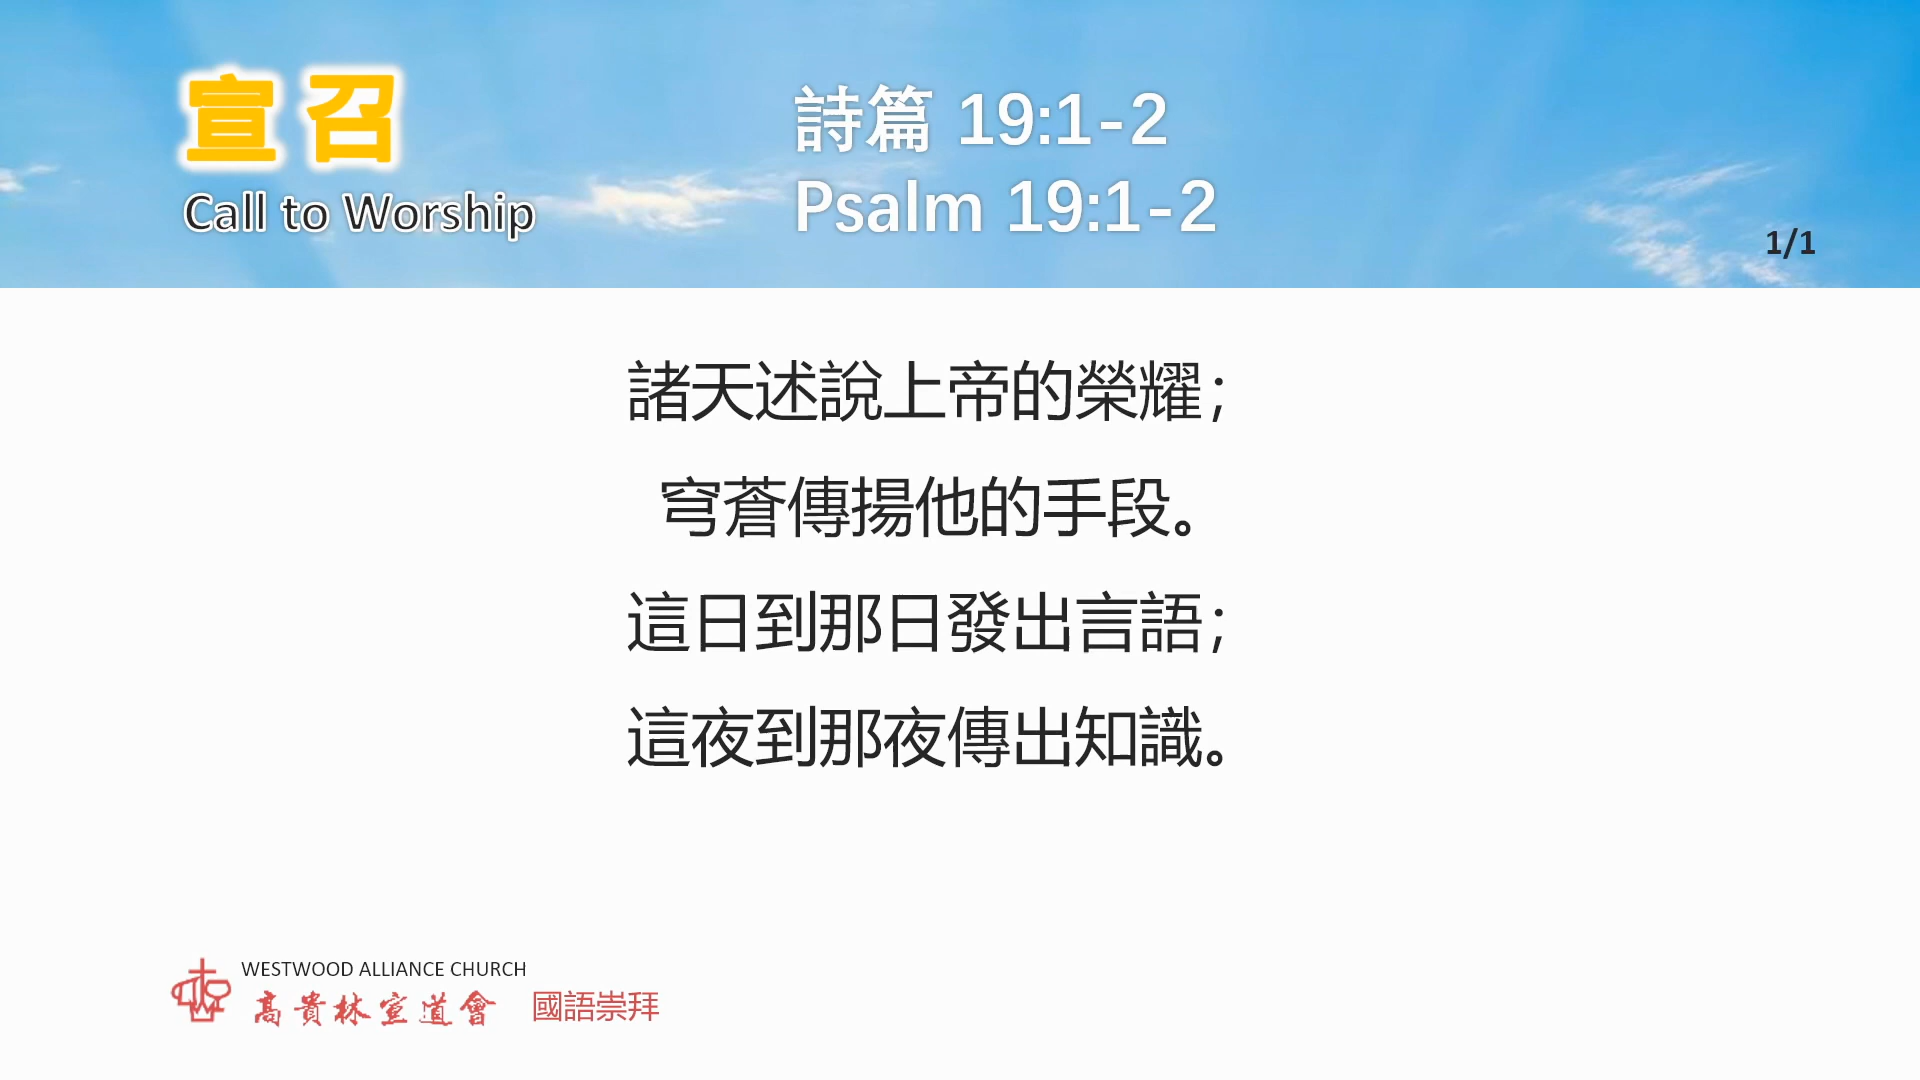 宣召
Call to Worship
詩篇 19:1-2
Psalm 19:1-2
1/1
諸天述說上帝的榮耀;
穹蒼傳揚他的手段。
這日到那日發出言語;
這夜到那夜傳出知識。
WESTWOOD ALLIANCE CHURCH
高貴林宣道會 國語崇拜